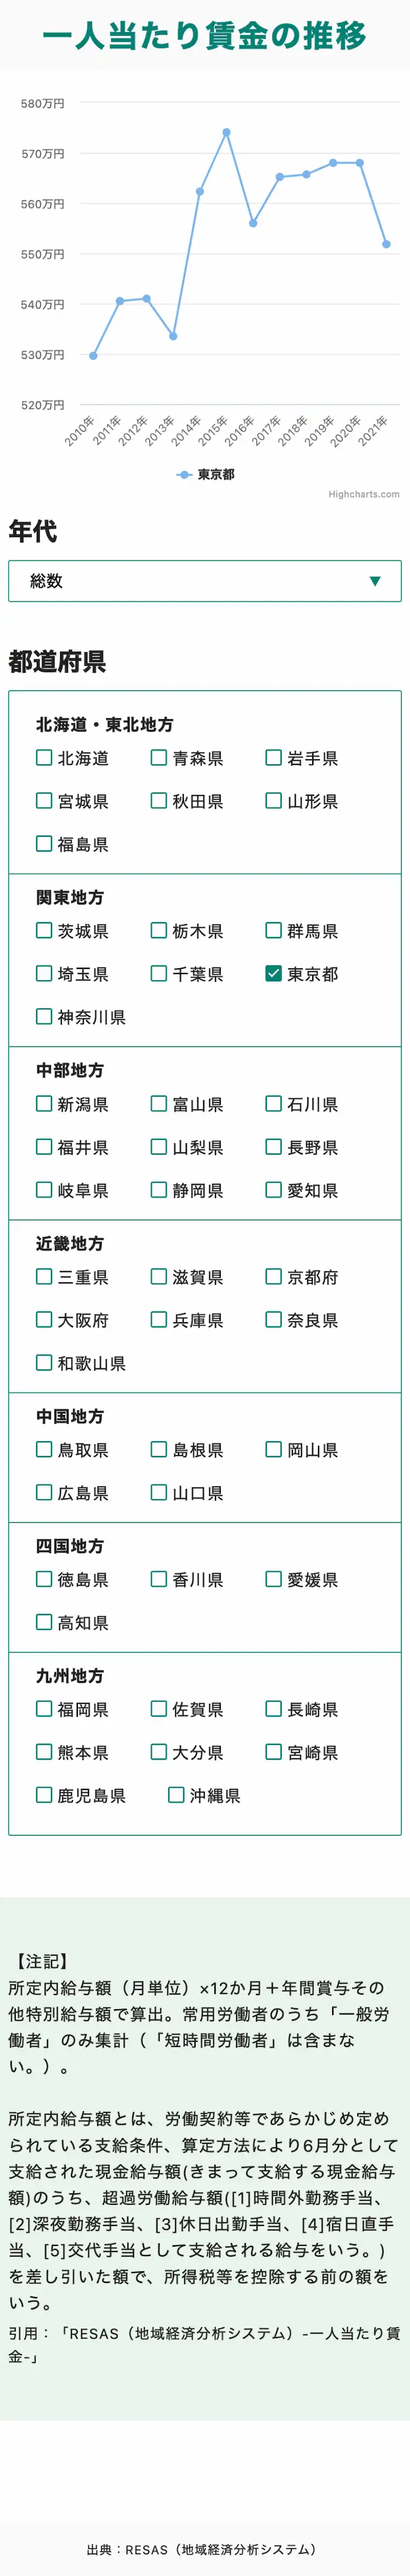 一人当たり賃金の推移
580万円
570万円
560万円
550万円
540万円
530万円
520万円
2010年
2011年
2012年
2013年
2014年
2015年
2016年
2017年
2018年
2019年
2020年
2021年
東京都
Highcharts.com
年代
総数 ▼
都道府県
北海道・東北地方
北海道 青森県 岩手県
宮城県 秋田県 山形県
福島県
関東地方
茨城県 栃木県 群馬県
埼玉県 千葉県 東京都
神奈川県
中部地方
新潟県 富山県 石川県
福井県 山梨県 長野県
岐阜県 静岡県 愛知県
近畿地方
三重県 滋賀県 京都府
大阪府 兵庫県 奈良県
和歌山県
中国地方
鳥取県 島根県 岡山県
広島県 山口県
四国地方
徳島県 香川県 愛媛県
高知県
九州地方
福岡県 佐賀県 長崎県
熊本県 大分県 宮崎県
鹿児島県 沖縄県
【注記】
所定内給与額（月単位）×12か月＋年間賞与その
他特別給与額で算出。常用労働者のうち「一般労
働者」のみ集計（「短時間労働者」は含まな
い。）。
所定内給与額とは、労働契約等であらかじめ定め
られている支給条件、算定方法により6月分として
支給された現金給与額(きまって支給する現金給与
額)のうち、超過労働給与額([1]時間外勤務手当、
[2]深夜勤務手当、[3]休日出勤手当、[4]宿日直手
当、[5]交代手当として支給される給与をいう。)
を差し引いた額で、所得税等を控除する前の額を
いう。
引用：「RESAS（地域経済分析システム）-一人当たり賃
金-」
出典：RESAS（地域経済分析システム）